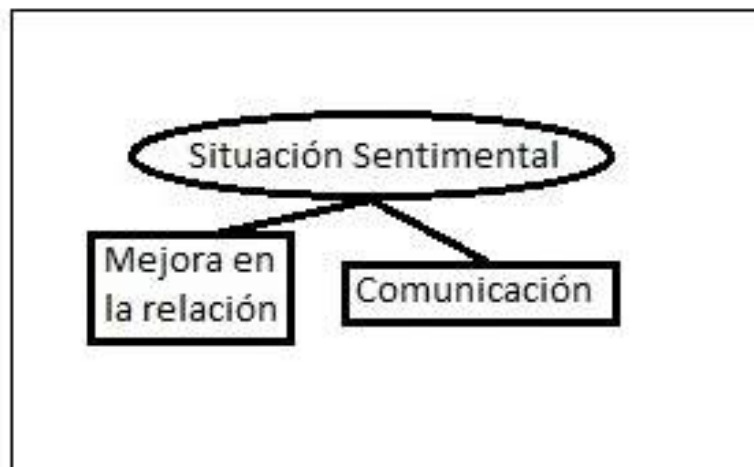 Situación Sentimental
Mejora en
la relación
Comunicación